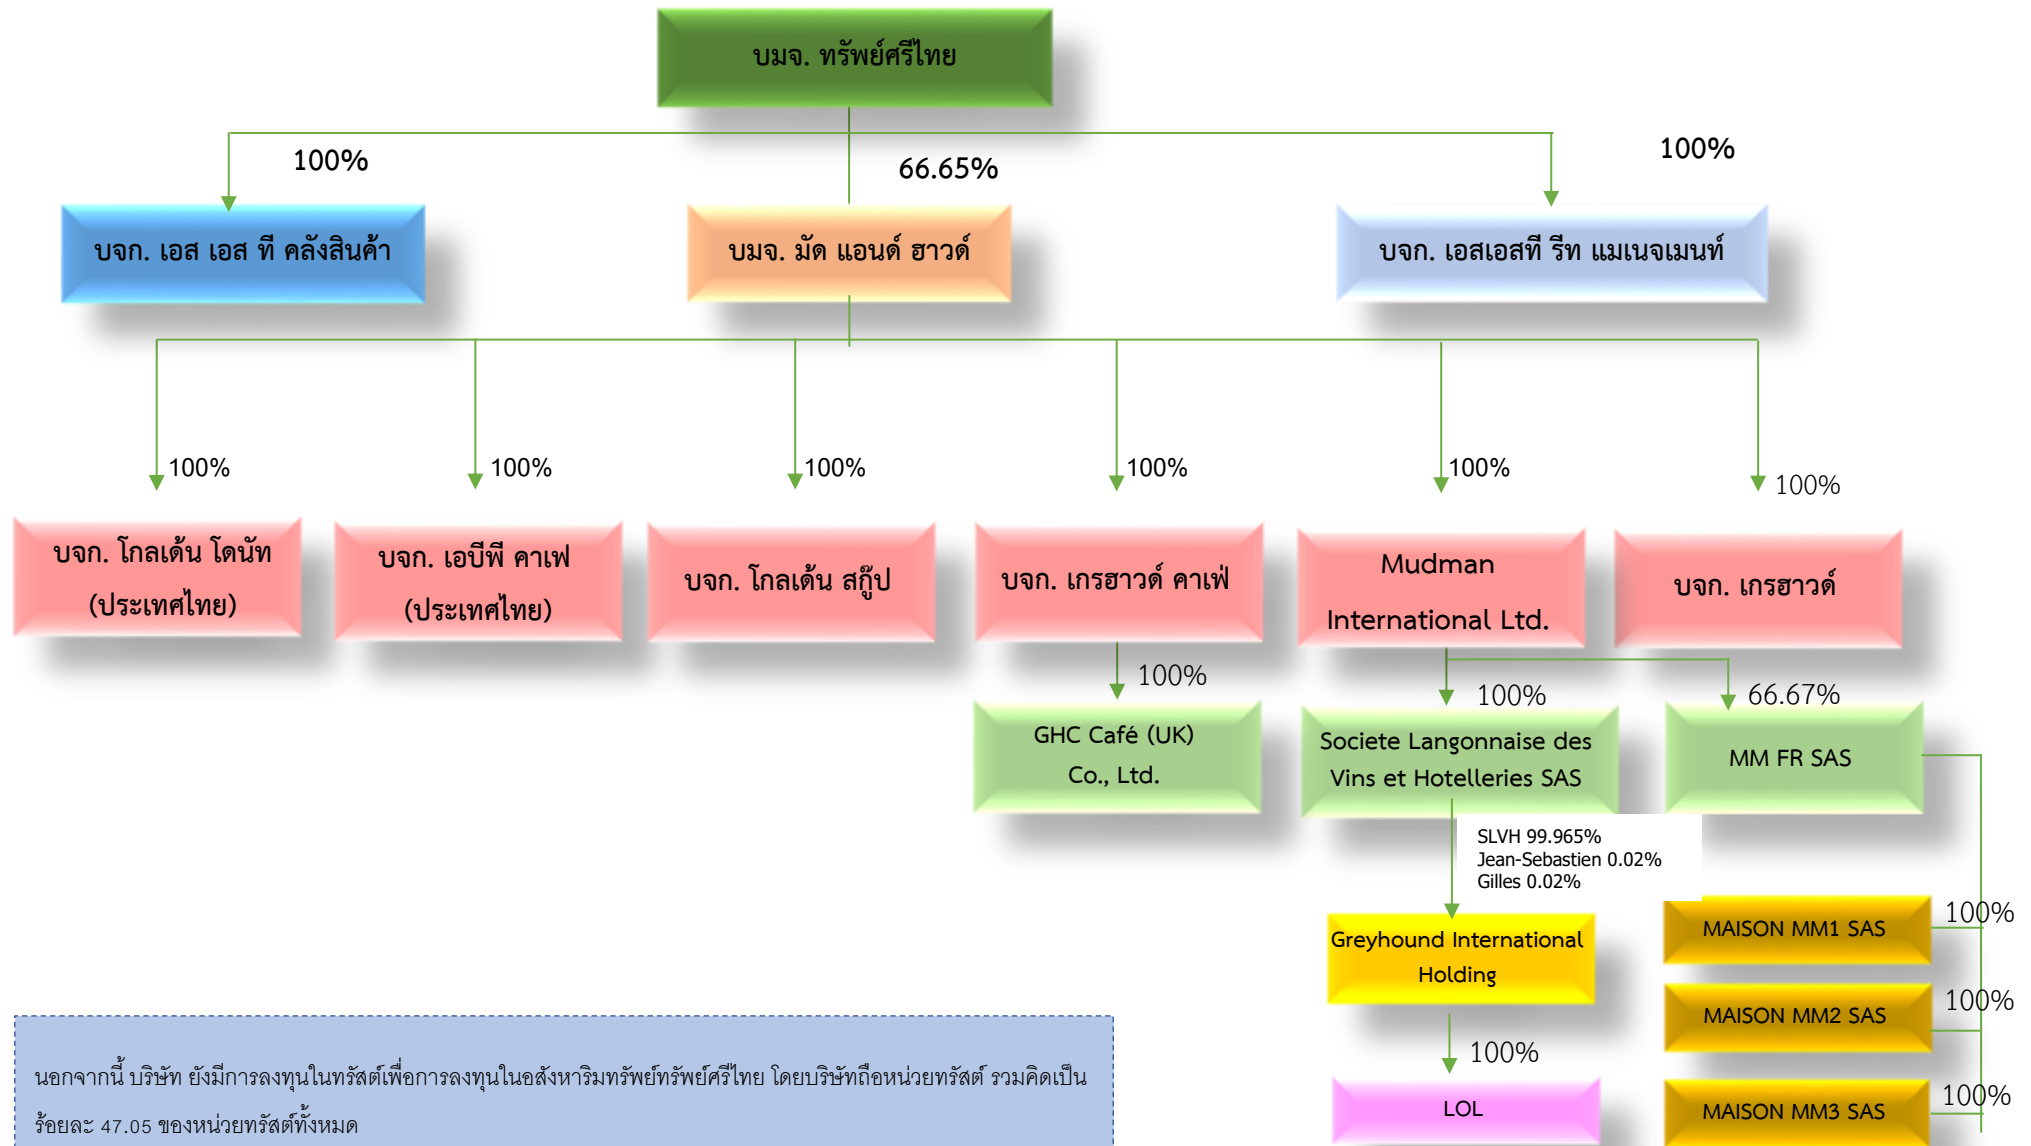 บมจ. ทรัพย์ศรีไทย
100%
66.65%
100%
บจก. เอส เอส ที คลังสินค้า
บมจ. มัด แอนด์ ฮาวด์
บจก. เอสเอสที รีท แมเนจเมนท์
100%
100%
100%
100%
100%
100%
บจก. โกลเด้น โดนัท
(ประเทศไทย)
บจก. เอบีพี คาเฟ่
(ประเทศไทย)
บจก. โกลเด้น สกู๊ป
บจก. เกรฮาวด์ คาเฟ่
Mudman
International Ltd.
บจก. เกรฮาวด์
100%
100%
66.67%
GHC Café (UK)
Co., Ltd.
Societe Langonnaise des
Vins et Hotelleries SAS
MM FR SAS
SLVH 99.965%
Jean-Sebastien 0.02%
Gilles 0.02%
Greyhound International
Holding
100%
LOL
MAISON MM1 SAS
100%
MAISON MM2 SAS
100%
MAISON MM3 SAS
100%
นอกจากนี้ บริษัท ยังมีการลงทุนในทรัสต์เพื่อการลงทุนในอสังหาริมทรัพย์ทรัพย์ศรีไทย โดยบริษัทถือหน่วยทรัสต์ รวมคิดเป็น
ร้อยละ 47.05 ของหน่วยทรัสต์ทั้งหมด